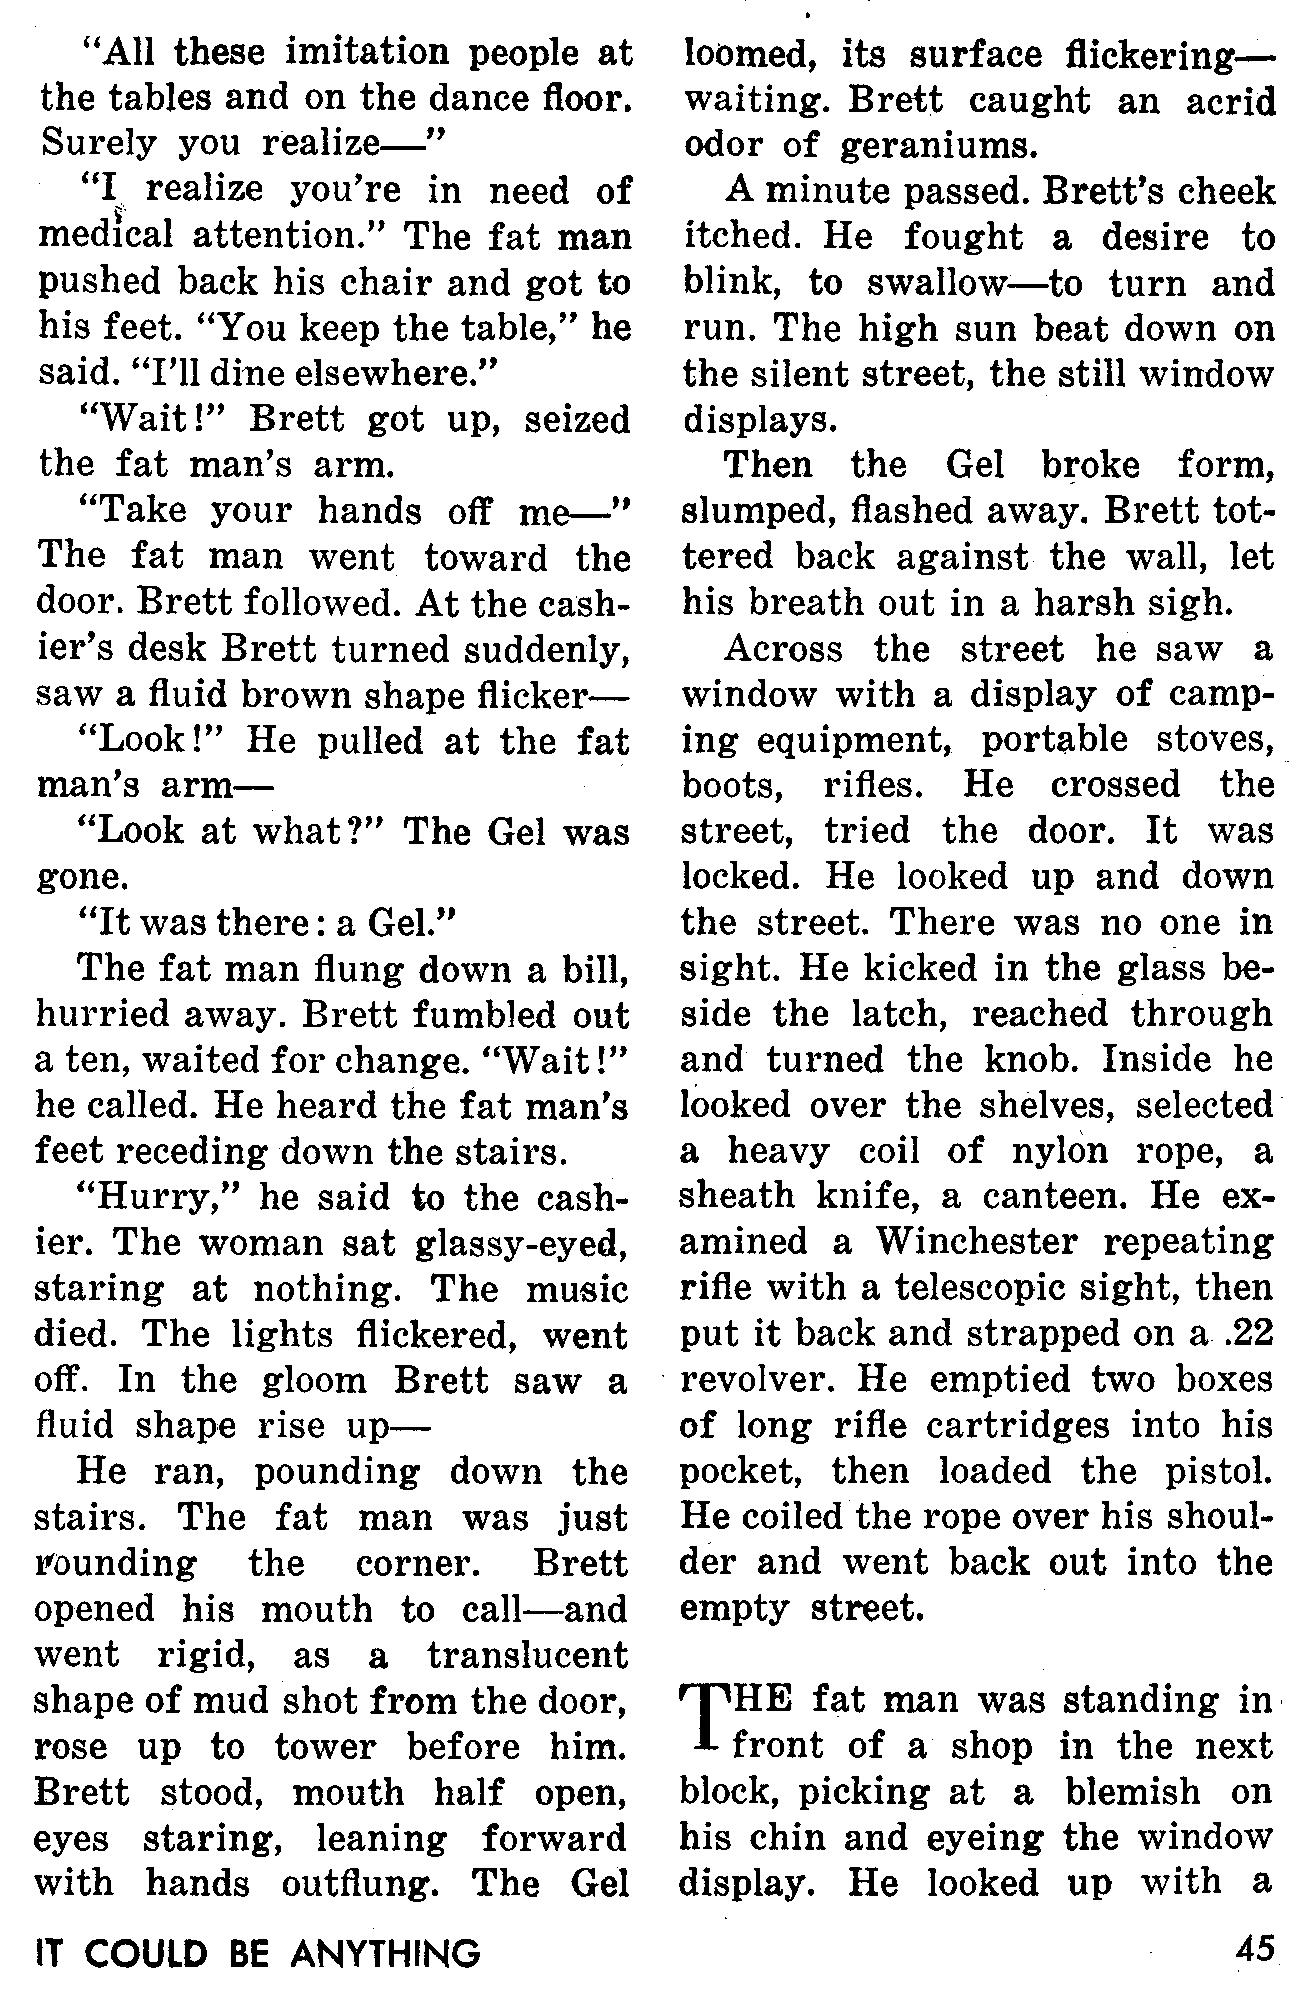 “All these imitation people at
the tables and on the dance floor.
Surely you realize—”
“I realize you’re in need of
medical attention.” The fat man
pushed back his chair and got to
his feet. “You keep the table,” he
said. “I’ll dine elsewhere.”
“Wait!” Brett got up, seized
the fat man’s arm.
“Take your hands off me—”
The fat man went toward the
door. Brett followed. At the cash-
ier’s desk Brett turned suddenly,
saw a fluid brown shape flicker—
“Look!” He pulled at the fat
man’s arm—
“Look at what?” The Gel was
gone.
“It was there: a Gel.”
The fat man flung down a bill,
hurried away. Brett fumbled out
a ten, waited for change. “Wait!”
he called. He heard the fat man’s
feet receding down the stairs.
“Hurry,” he said to the cash-
ier. The woman sat glassy-eyed,
staring at nothing. The music
died. The lights flickered, went
off. In the gloom Brett saw a
fluid shape rise up—
He ran, pounding down the
stairs. The fat man was just
rounding the corner. Brett
opened his mouth to call—and
went rigid, as a translucent
shape of mud shot from the door,
rose up to tower before him.
Brett stood, mouth half open,
eyes staring, leaning forward
with hands outflung. The Gel
loomed, its surface flickering—
waiting. Brett caught an acrid
odor of geraniums.
A minute passed. Brett’s cheek
itched. He fought a desire to
blink, to swallow—to turn and
run. The high sun beat down on
the silent street, the still window
displays.
Then the Gel broke form,
slumped, flashed away. Brett tot-
tered back against the wall, let
his breath out in a harsh sigh.
Across the street he saw a
window with a display of camp-
ing equipment, portable stoves,
boots, rifles. He crossed the
street, tried the door. It was
locked. He looked up and down
the street. There was no one in
sight. He kicked in the glass be-
side the latch, reached through
and turned the knob. Inside he
looked over the shelves, selected
a heavy coil of nylon rope, a
sheath knife, a canteen. He ex-
amined a Winchester repeating
rifle with a telescopic sight, then
put it back and strapped on a .22
revolver. He emptied two boxes
of long rifle cartridges into his
pocket, then loaded the pistol.
He coiled the rope over his shoul-
der and went back out into the
empty street.
THE fat man was standing in
front of a shop in the next
block, picking at a blemish on
his chin and eyeing the window
display. He looked up with a
IT COULD BE ANYTHING 45